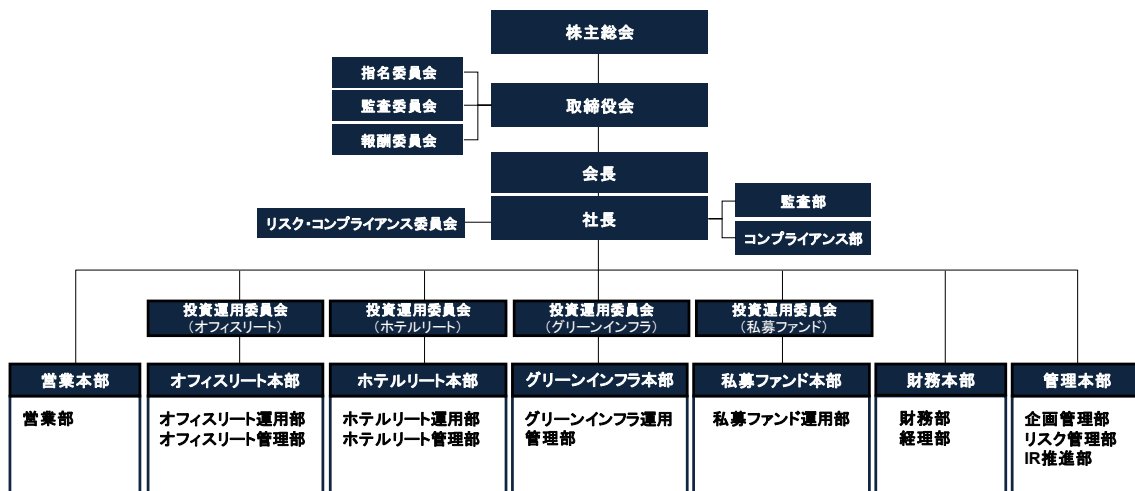 株主総会
指名委員会
監査委員会
報酬委員会
取締役会
会長
社長
リスク・コンプライアンス委員会
監査部
コンプライアンス部
投資運用委員会
(オフィスリート)
投資運用委員会
(ホテルリート)
投資運用委員会
(グリーンインフラ)
投資運用委員会
(私募ファンド)
営業本部
営業部
オフィスリート本部
オフィスリート運用部
オフィスリート管理部
ホテルリート本部
ホテルリート運用部
ホテルリート管理部
グリーンインフラ本部
グリーンインフラ運用
管理部
私募ファンド本部
私募ファンド運用部
財務本部
財務部
経理部
管理本部
企画管理部
リスク管理部
IR推進部